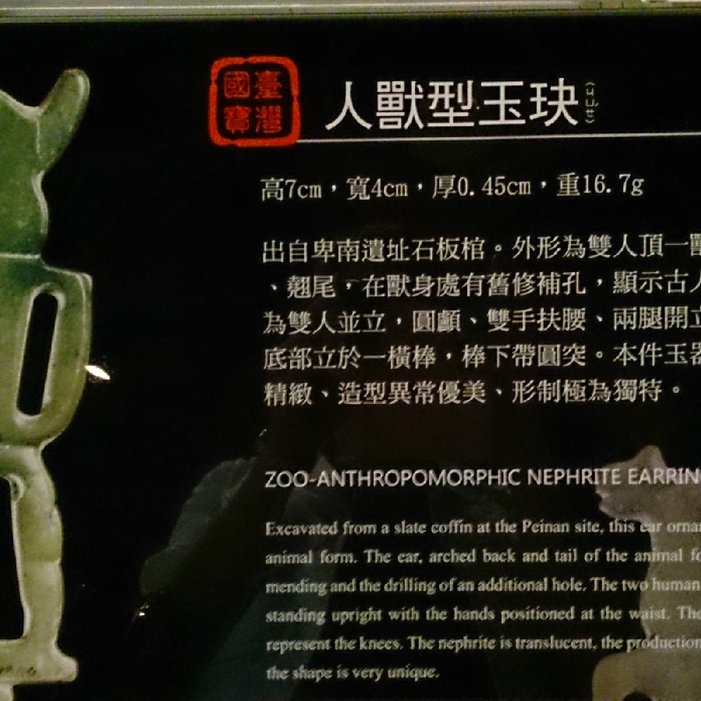 臺灣國寶
人獸型玉玦(ㄐㄩㄝˊ)
高7cm，寬4cm，厚0.45cm，重16.7g
出自卑南遺址石板棺。外形為雙人頂一獸
、翹尾，在獸身處有舊修補孔，顯示古人
為雙人並立，圓顱、雙手扶腰、兩腿開立
底部立於一橫棒，棒下帶圓突。本件玉器
精緻、造型異常優美、形制極為獨特。
ZOO-ANTHROPOMORPHIC NEPHRITE EARRIN
Excavated from a slate coffin at the Peinan site, this ear orna
animal form. The ear, arched back and tail of the animal fo
mending and the drilling of an additional hole. The two human
standing upright with the hands positioned at the waist. The
represent the knees. The nephrite is translucent, the production
the shape is very unique.